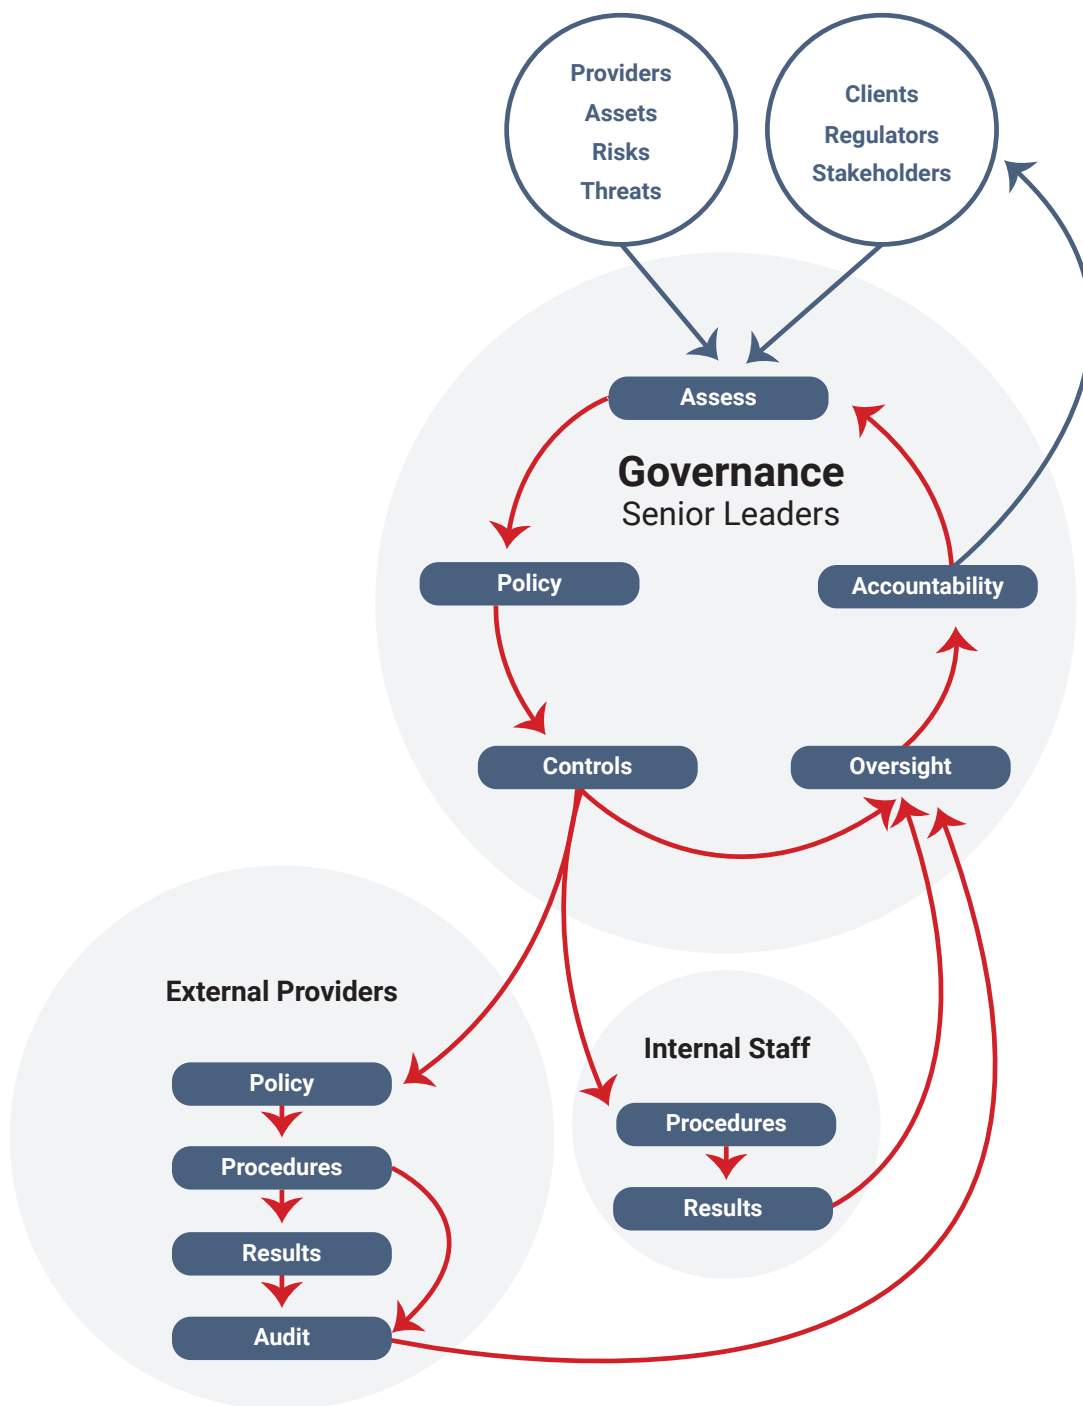 Providers
Assets
Risks
Threats
Clients
Regulators
Stakeholders
Assess
Governance
Senior Leaders
Policy
Accountability
Controls
Oversight
External Providers
Policy
Procedures
Results
Audit
Internal Staff
Procedures
Results